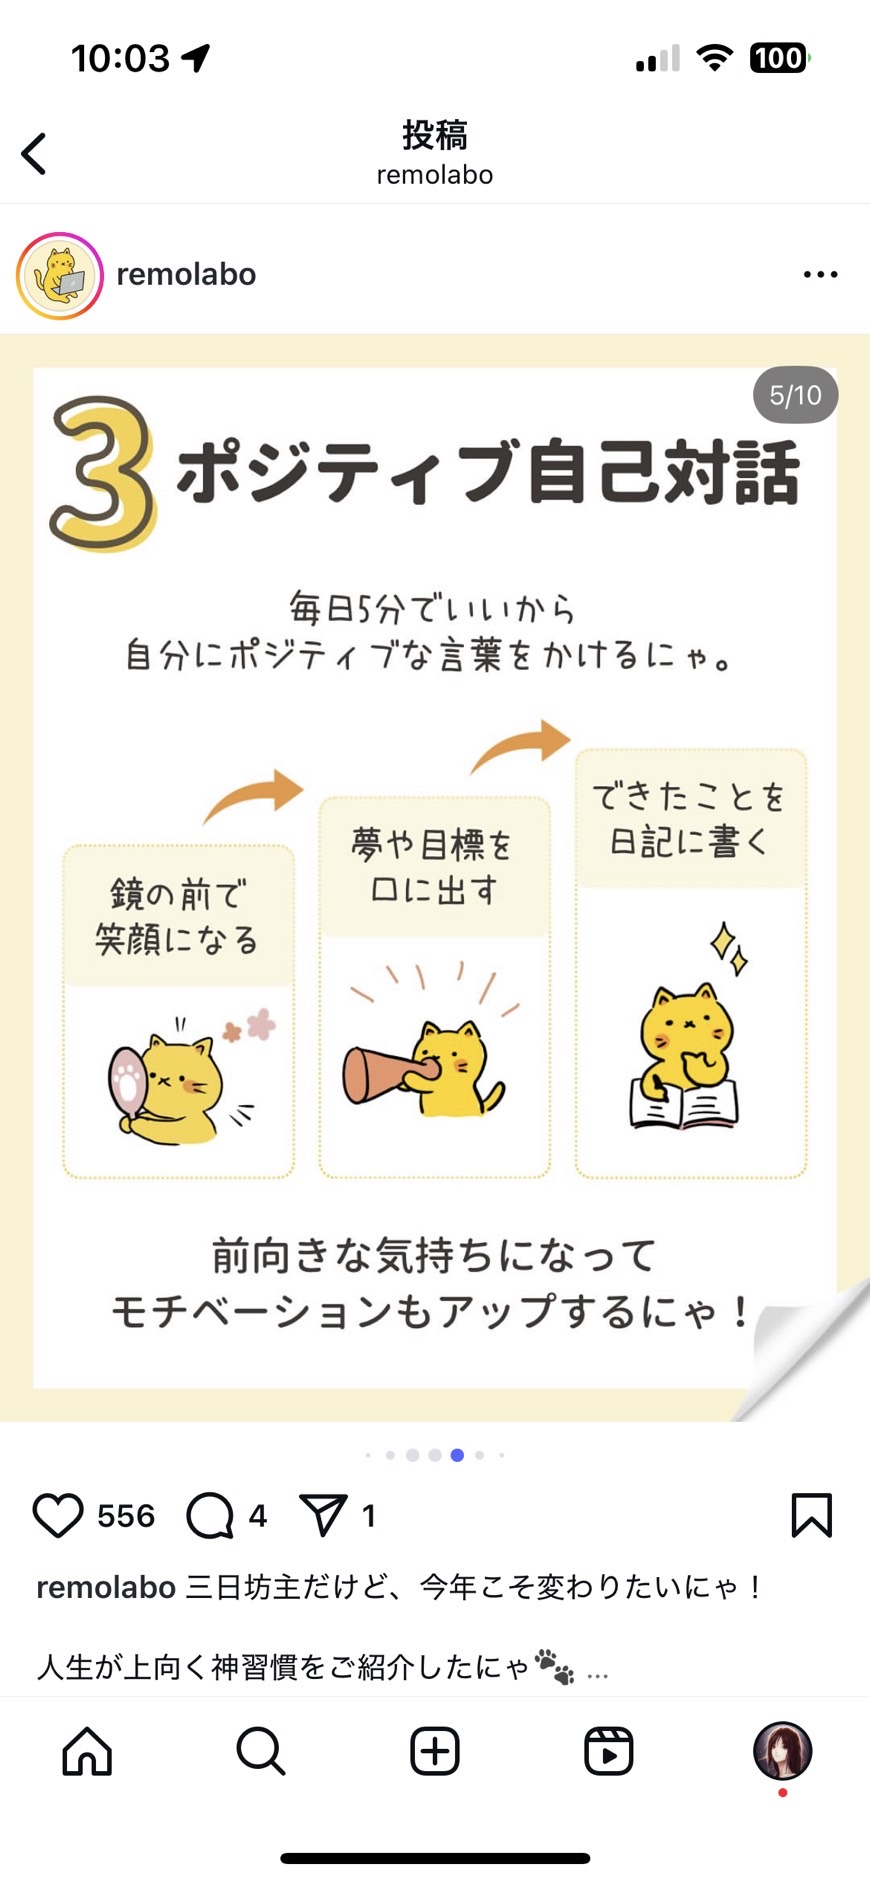 10:03
100
投稿
remolabo
remolabo
5/10
3 ポジティブ自己対話
毎日5分でいいから
自分にポジティブな言葉をかけるにゃ。
鏡の前で
笑顔になる
夢や目標を
口に出す
できたことを
日記に書く
前向きな気持ちになって
モチベーションもアップするにゃ！
556 4 1
remolabo 三日坊主だけど、今年こそ変わりたいにゃ！
人生が上向く神習慣をご紹介したにゃ🐾 ...